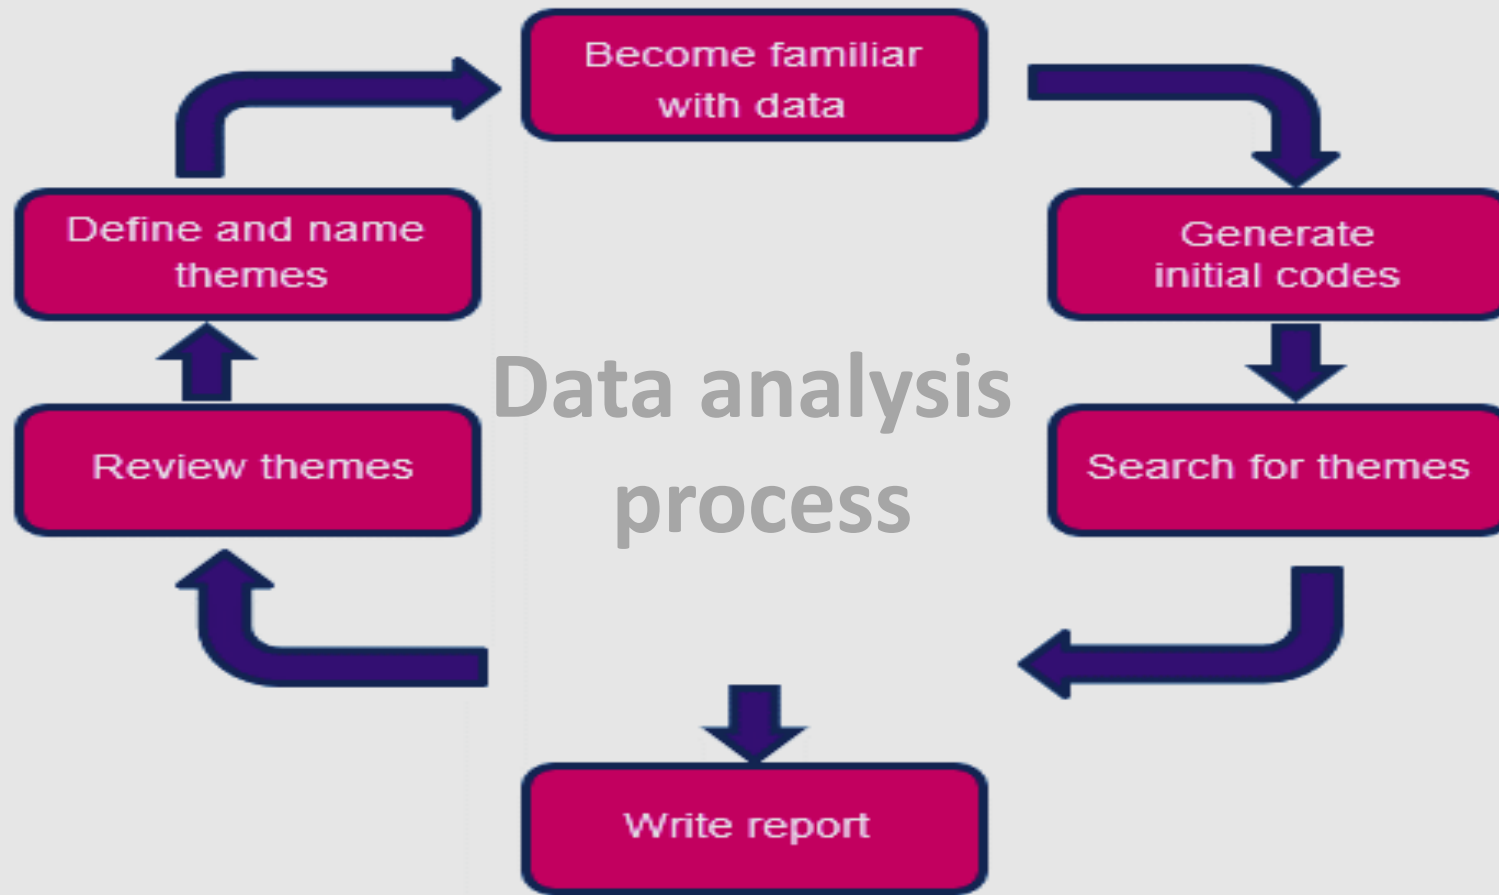 Become familiar
with data
Generate
initial codes
Search for themes
Write report
Review themes
Define and name
themes
Data analysis
process